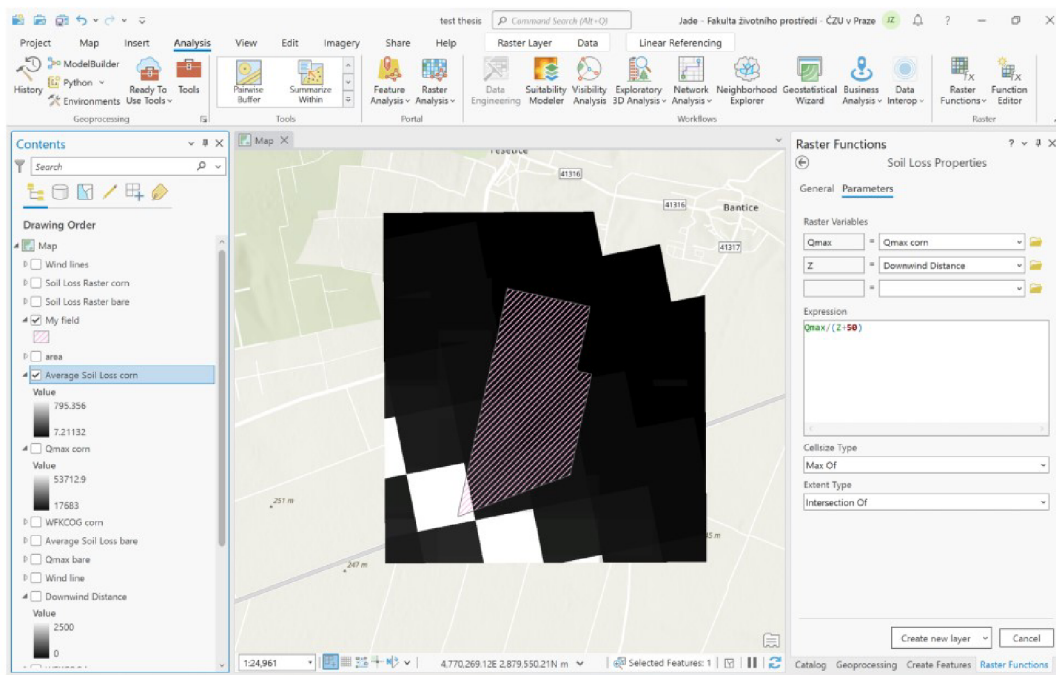 test thesis
Command Search (Alt+Q)
Jade - Fakulta životního prostředí - ČZU v Praze
JZ
?
Project Map Insert Analysis View Edit Imagery Share Help Raster Layer Data Linear Referencing
History
ModelBuilder
Python
Environments
Ready To Use Tools
Tools
Pairwise Buffer
Summarize Within
Feature Analysis
Raster Analysis
Data Engineering
Suitability Modeler
Visibility Analysis
Exploratory 3D Analysis
Network Analysis
Neighborhood Explorer
Geostatistical Wizard
Business Analysis
Data Interop
Raster Functions
Function Editor
Geoprocessing
Tools
Portal
Workflows
Raster
Contents
Search
Drawing Order
Map
Wind lines
Soil Loss Raster corn
Soil Loss Raster bare
My field
area
Average Soil Loss corn
Value
795.356
7.21132
Qmax corn
Value
53712.9
17683
WFKCOG corn
Average Soil Loss bare
Qmax bare
Wind line
Downwind Distance
Value
2500
0
Map
41316
41316
Bantice
41317
251 m
247 m
1:24,961
4,770,269.12E 2,879,550.21N m
Selected Features: 1
Raster Functions
?
Soil Loss Properties
General Parameters
Raster Variables
Qmax = Qmax corn
Z = Downwind Distance
=
Expression
Qmax/(Z+50)
Cellsize Type
Max Of
Extent Type
Intersection Of
Create new layer
Cancel
Catalog Geoprocessing Create Features Raster Functions